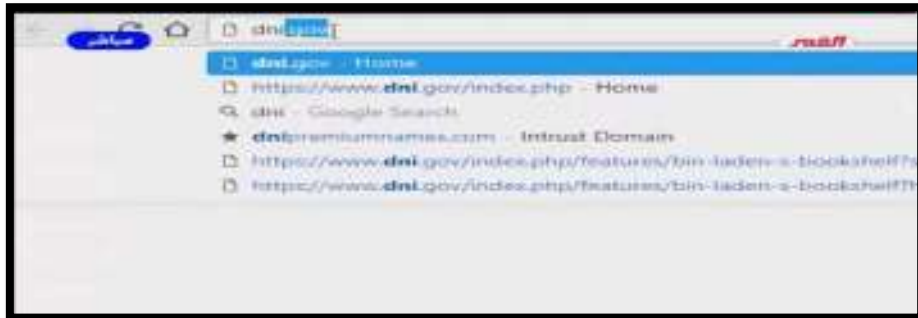 dni.gov
مباشر
dni.gov - Home
https://www.dni.gov/index.php - Home
dni - Google Search
dnipremiumnames.com - Intrust Domain
https://www.dni.gov/index.php/features/bin-laden-s-bookshelf?
https://www.dni.gov/index.php/features/bin-laden-s-bookshelf?